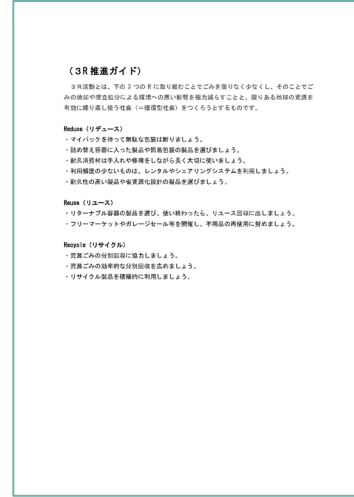 （３R 推進ガイド）
３R活動とは、下の３つの R に取り組むことでごみを限りなく少なくし、そのことでご
みの焼却や埋立処分による環境への悪い影響を極力減らすことと、限りある地球の資源を
有効に繰り返し使う社会（＝循環型社会）をつくろうとするものです。
Reduce（リデュース）
・マイバックを持って無駄な包装は断りましょう。
・詰め替え容器に入った製品や簡易包装の製品を選びましょう。
・耐久消費材は手入れや修理をしながら長く大切に使いましょう。
・利用頻度の少ないものは、レンタルやシェアリングシステムを利用しましょう。
・耐久性の高い製品や省資源化設計の製品を選びましょう。
Reuse（リユース）
・リターナブル容器の製品を選び、使い終わったら、リユース回収に出しましょう。
・フリーマーケットやガレージセール等を開催し、不用品の再使用に努めましょう。
Recycle（リサイクル）
・資源ごみの分別回収に協力しましょう。
・資源ごみの効率的な分別回収を広めましょう。
・リサイクル製品を積極的に利用しましょう。